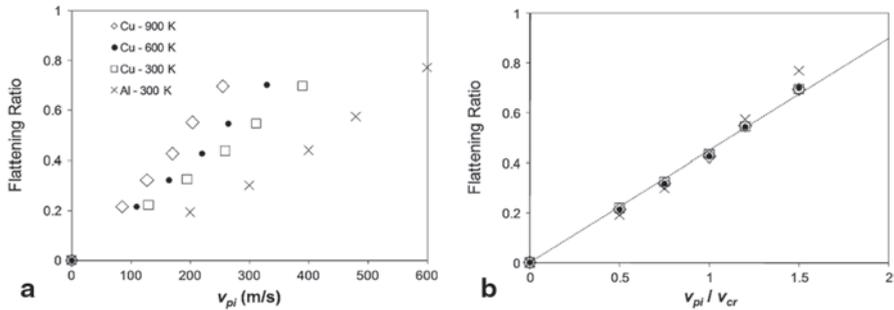 1
0.8
0.6
0.4
0.2
0
Flattening Ratio
Cu - 900 K
Cu - 600 K
Cu - 300 K
Al - 300 K
0 100 200 300 400 500 600
v_pi (m/s)
a
1
0.8
0.6
0.4
0.2
0
Flattening Ratio
0 0.5 1 1.5 2
v_pi / v_cr
b